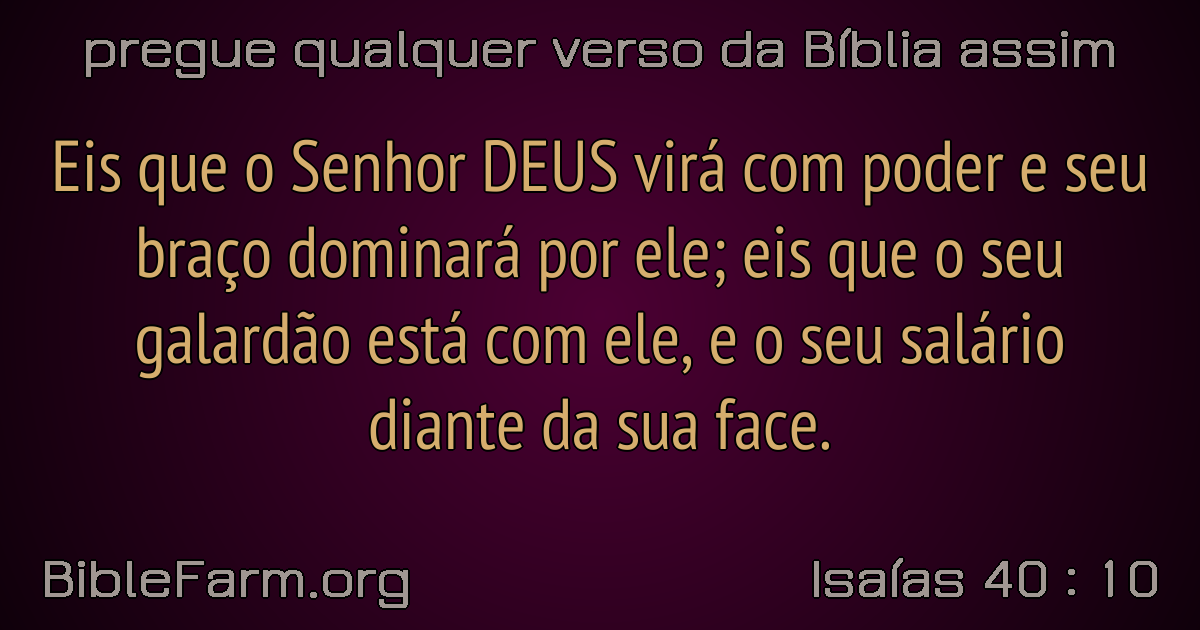 pregue qualquer verso da Bíblia assim
Eis que o Senhor DEUS virá com poder e seu
braço dominará por ele; eis que o seu
galardão está com ele, e o seu salário
diante da sua face.
BibleFarm.org
Isaías 40 : 10